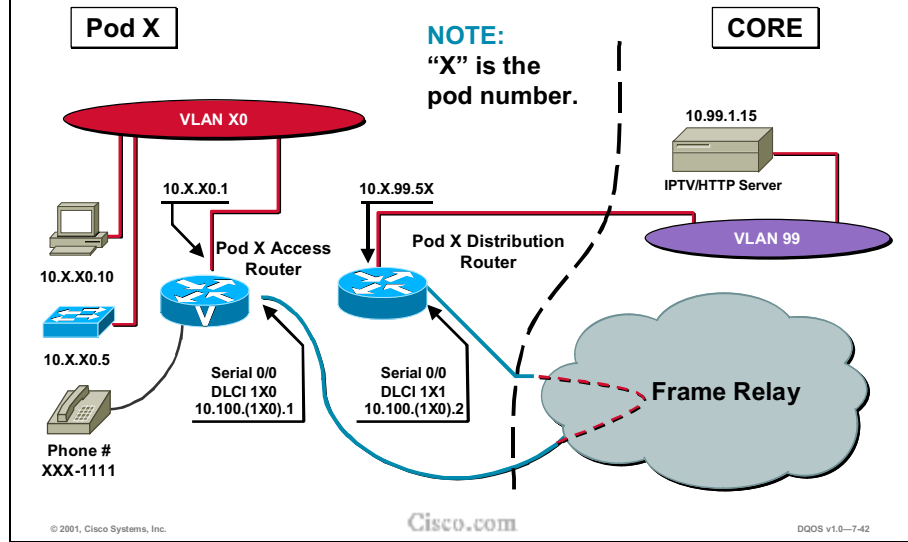 Pod X
NOTE:
“X” is the
pod number.
CORE
VLAN X0
10.99.1.15
IPTV/HTTP Server
10.X.X0.1
10.X.99.5X
VLAN 99
Pod X Access
Router
Pod X Distribution
Router
10.X.X0.10
V
10.X.X0.5
Serial 0/0
DLCI 1X0
10.100.(1X0).1
Serial 0/0
DLCI 1X1
10.100.(1X0).2
Frame Relay
Phone #
XXX-1111
© 2001, Cisco Systems, Inc.
Cisco.com
DQOS v1.0—7-42